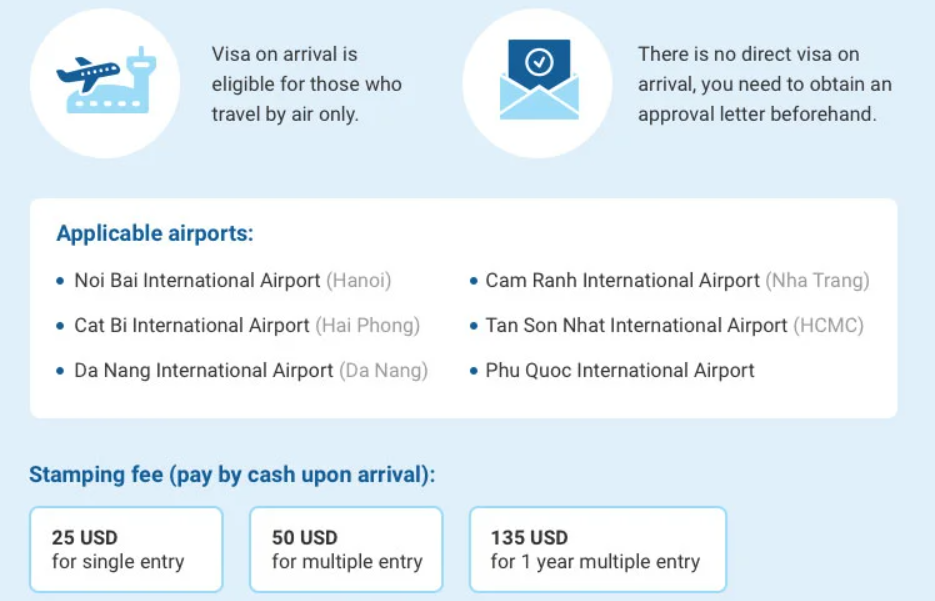 Visa on arrival is
eligible for those who
travel by air only.
There is no direct visa on
arrival, you need to obtain an
approval letter beforehand.
Applicable airports:
• Noi Bai International Airport (Hanoi)
• Cat Bi International Airport (Hai Phong)
• Da Nang International Airport (Da Nang)
• Cam Ranh International Airport (Nha Trang)
• Tan Son Nhat International Airport (HCMC)
• Phu Quoc International Airport
Stamping fee (pay by cash upon arrival):
25 USD
for single entry
50 USD
for multiple entry
135 USD
for 1 year multiple entry